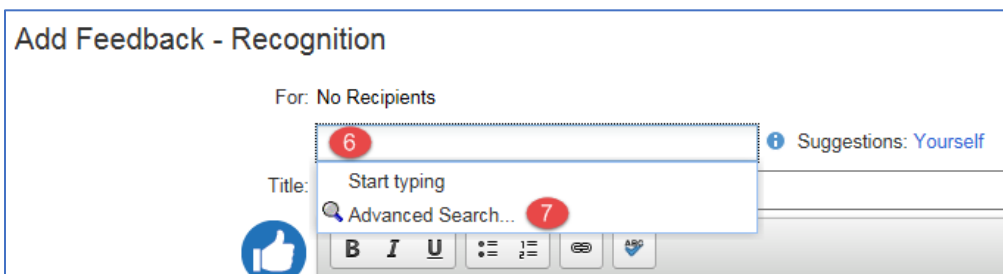 Add Feedback - Recognition
For: No Recipients
6
Suggestions: Yourself
Title:
Start typing
Advanced Search... 7
B I U ABC